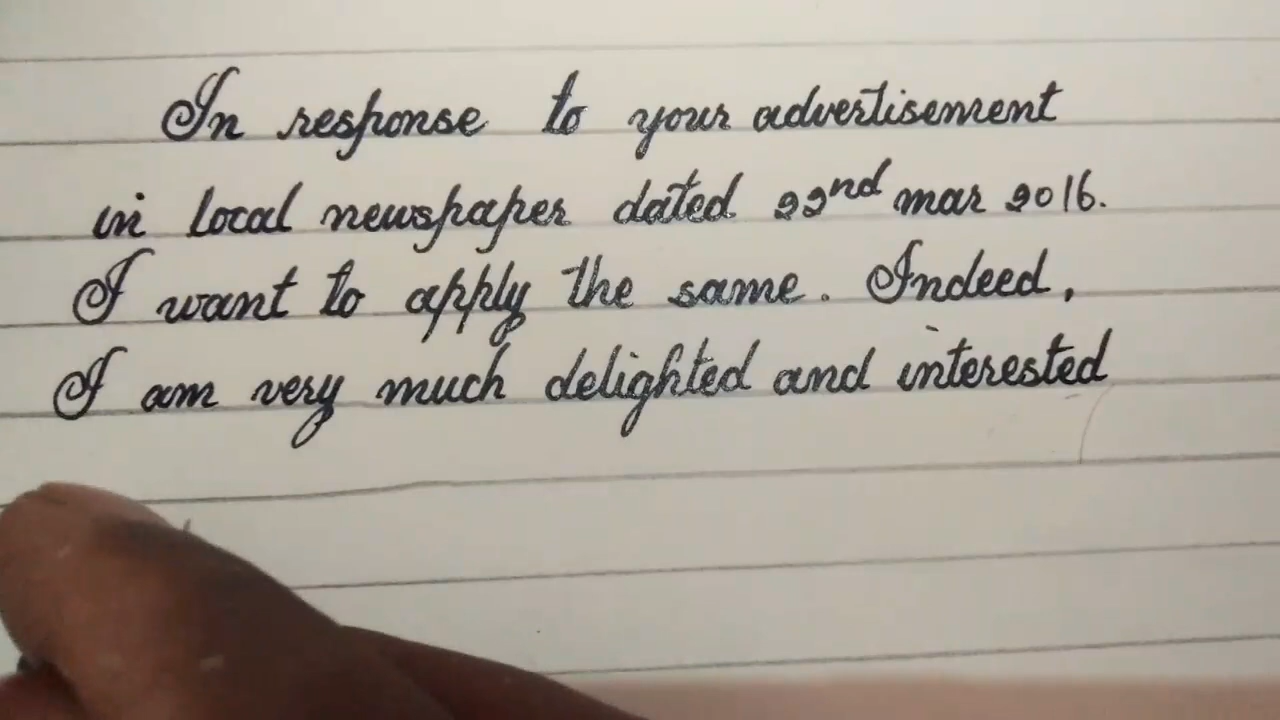 In response to your advertisement
in local newspaper dated 22nd mar 2016.
I want to apply the same. Indeed,
I am very much delighted and interested